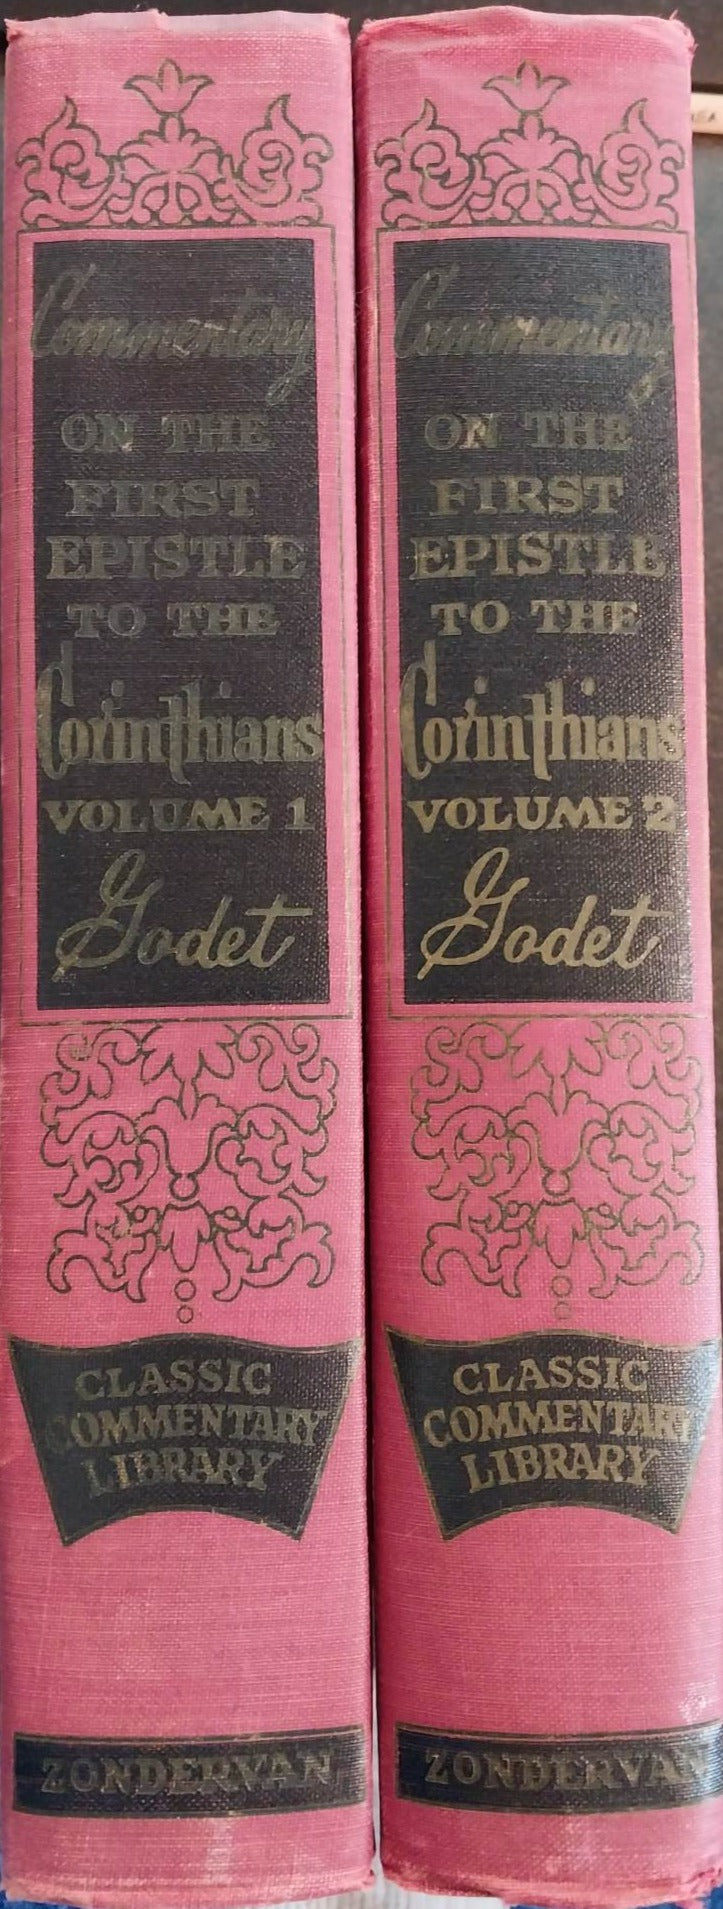 Commentary
ON THE
FIRST
EPISTLE
TO THE
Corinthians
VOLUME 1
Godet
CLASSIC
COMMENTARY
LIBRARY
ZONDERVAN
Commentary
ON THE
FIRST
EPISTLE
TO THE
Corinthians
VOLUME 2
Godet
CLASSIC
COMMENTARY
LIBRARY
ZONDERVAN